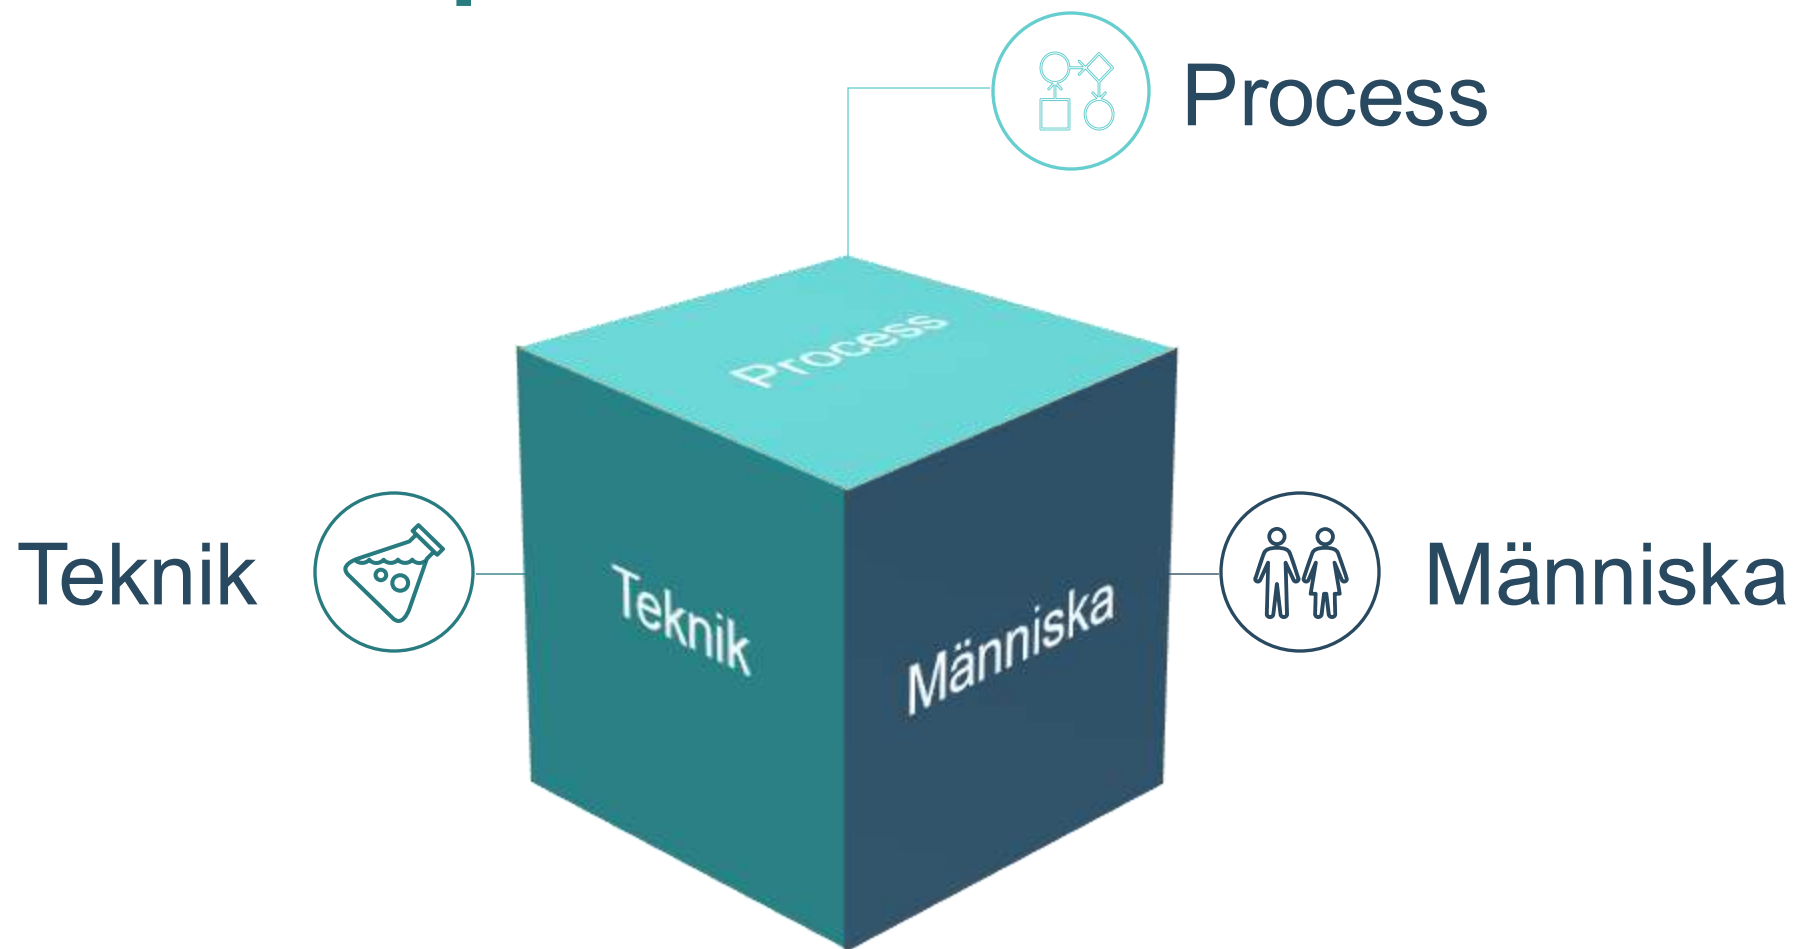 Process
Process
Teknik
Teknik
Människa
Människa